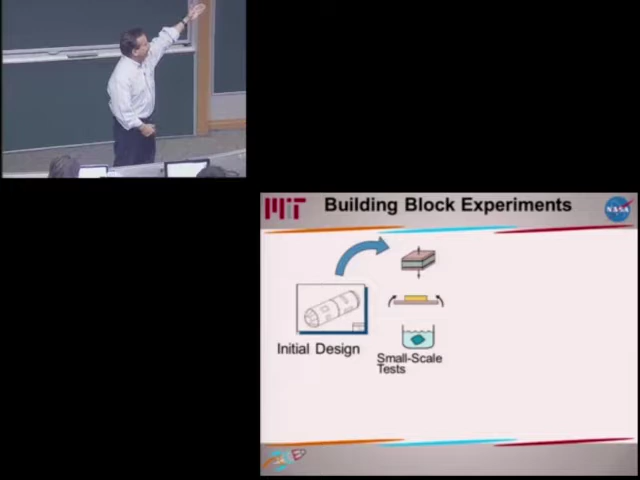 MIT
Building Block Experiments
NASA
Initial Design
Small-Scale
Tests